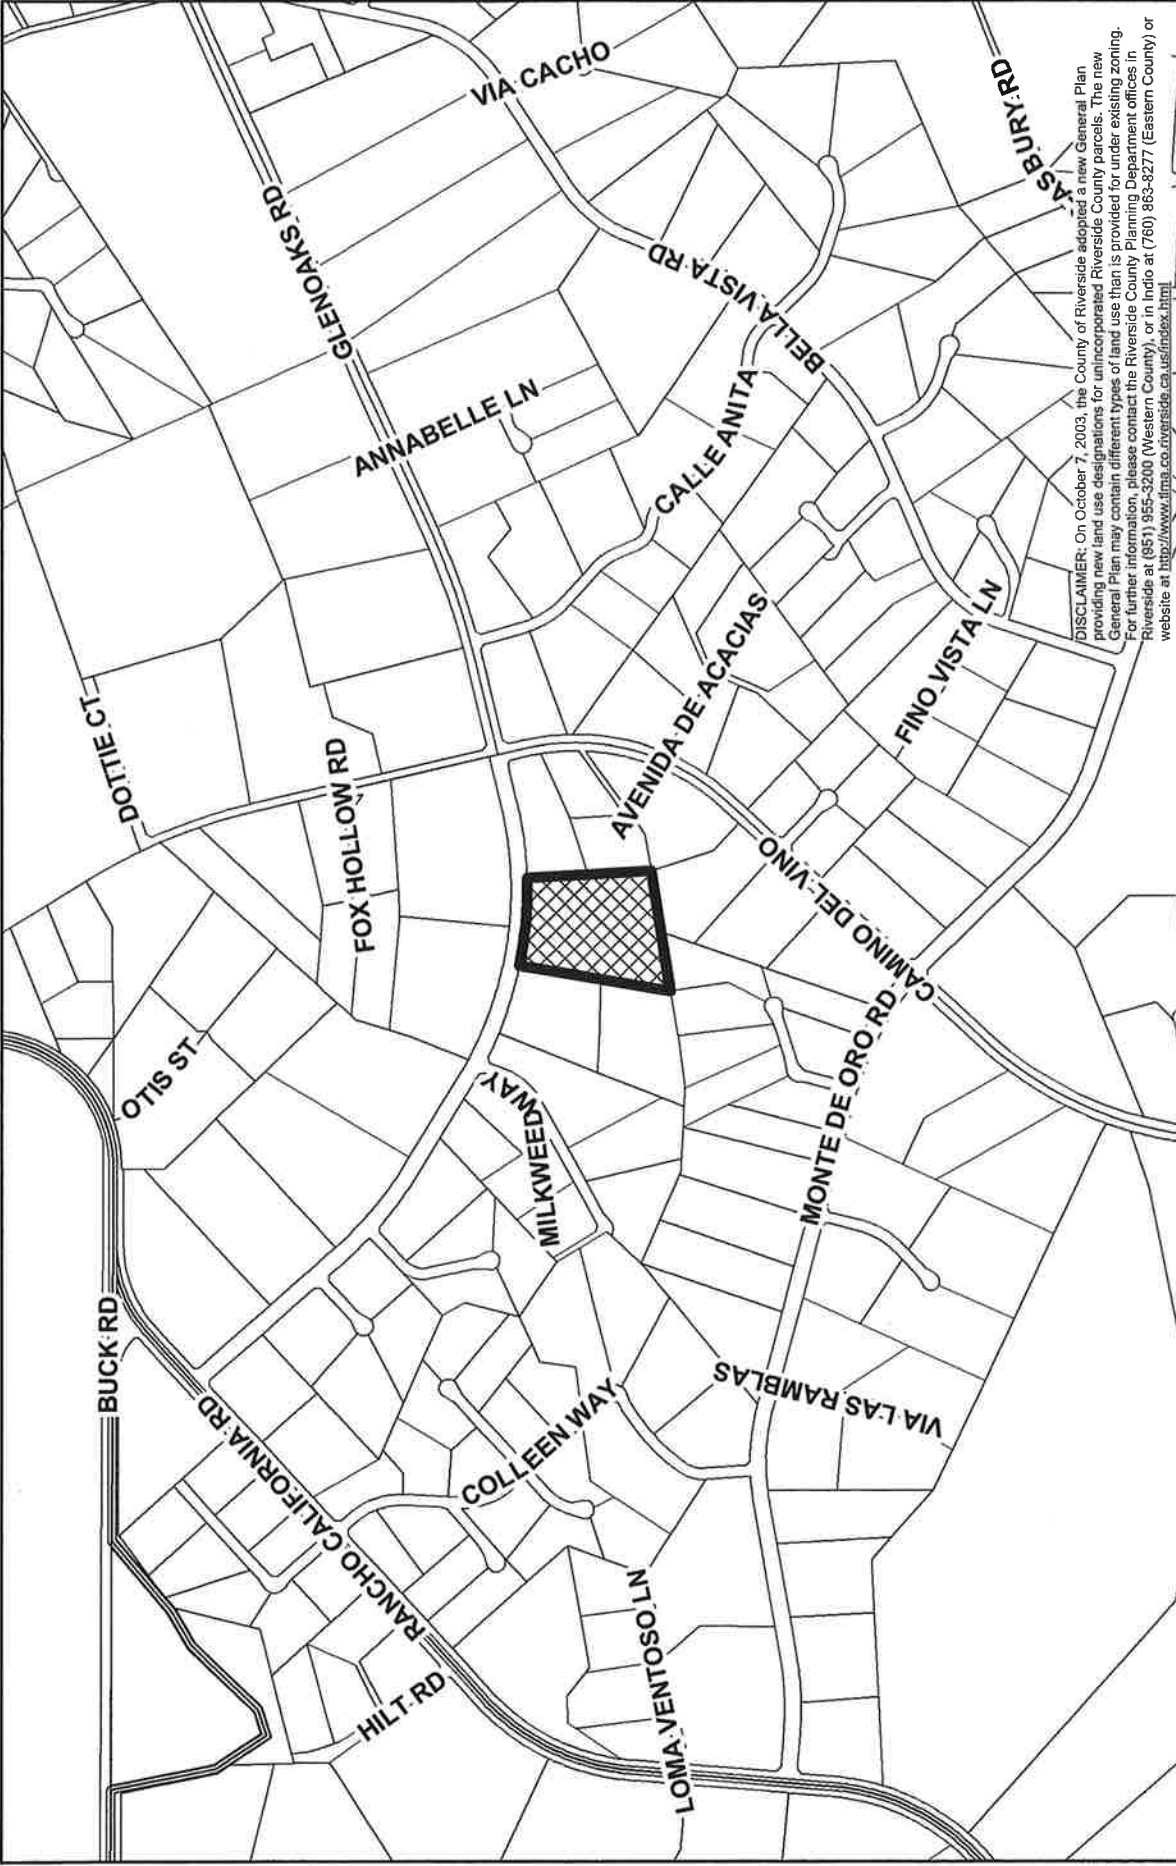 BUCK RD
OTIS ST
DOTTIE CT
GLENOAKS RD
VIA CACHO
ANNABELLE LN
FOX HOLLOW RD
RANCHO CALIFORNIA RD
HILT RD
COLLEEN WAY
MILKWEED WAY
CALLE ANITA
BELLA VISTA RD
AVENIDA DE ACACIAS
CAMINO DEL VINO
FINO VISTA LN
MONTE DE ORO RD
VIA LAS RAMBLAS
LOMA VENTOSO LN
RD
DISCLAIMER: On October 7, 2003, the County of Riverside adopted a new General Plan
providing new land use designations for unincorporated Riverside County parcels. The new
General Plan may contain different types of land use than is provided for under existing zoning.
For further information, please contact the Riverside County Planning Department offices in
Riverside at (951) 955-3200 (Western County), or in Indio at (760) 863-8277 (Eastern County) or
website at http://www.tlma.co.riverside.ca.us/index.html